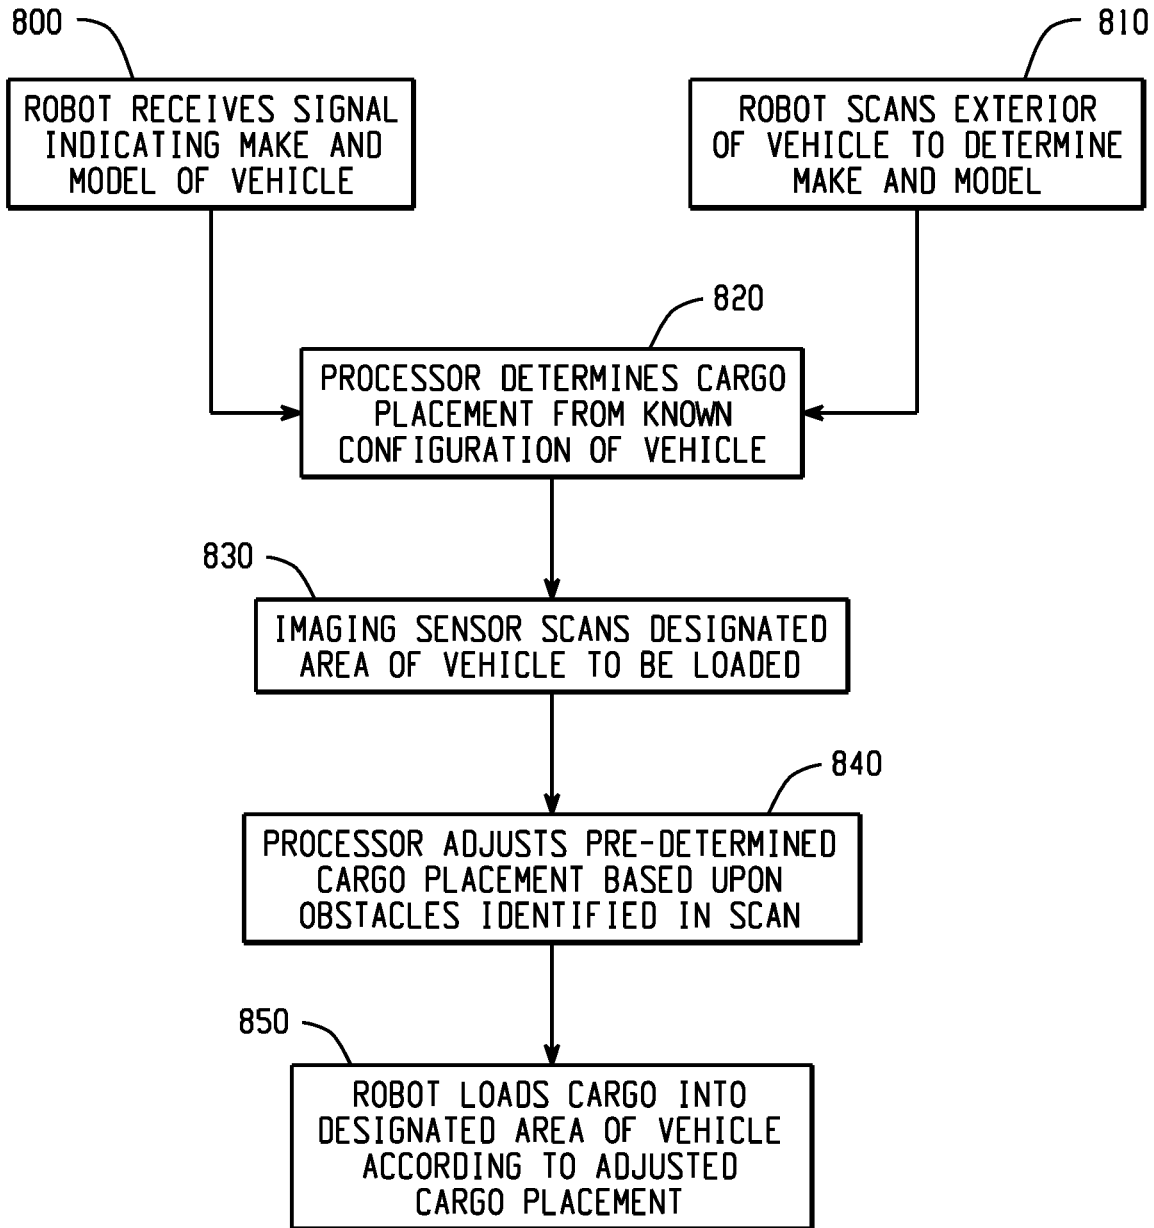 800
ROBOT RECEIVES SIGNAL
INDICATING MAKE AND
MODEL OF VEHICLE
810
ROBOT SCANS EXTERIOR
OF VEHICLE TO DETERMINE
MAKE AND MODEL
820
PROCESSOR DETERMINES CARGO
PLACEMENT FROM KNOWN
CONFIGURATION OF VEHICLE
830
IMAGING SENSOR SCANS DESIGNATED
AREA OF VEHICLE TO BE LOADED
840
PROCESSOR ADJUSTS PRE-DETERMINED
CARGO PLACEMENT BASED UPON
OBSTACLES IDENTIFIED IN SCAN
850
ROBOT LOADS CARGO INTO
DESIGNATED AREA OF VEHICLE
ACCORDING TO ADJUSTED
CARGO PLACEMENT